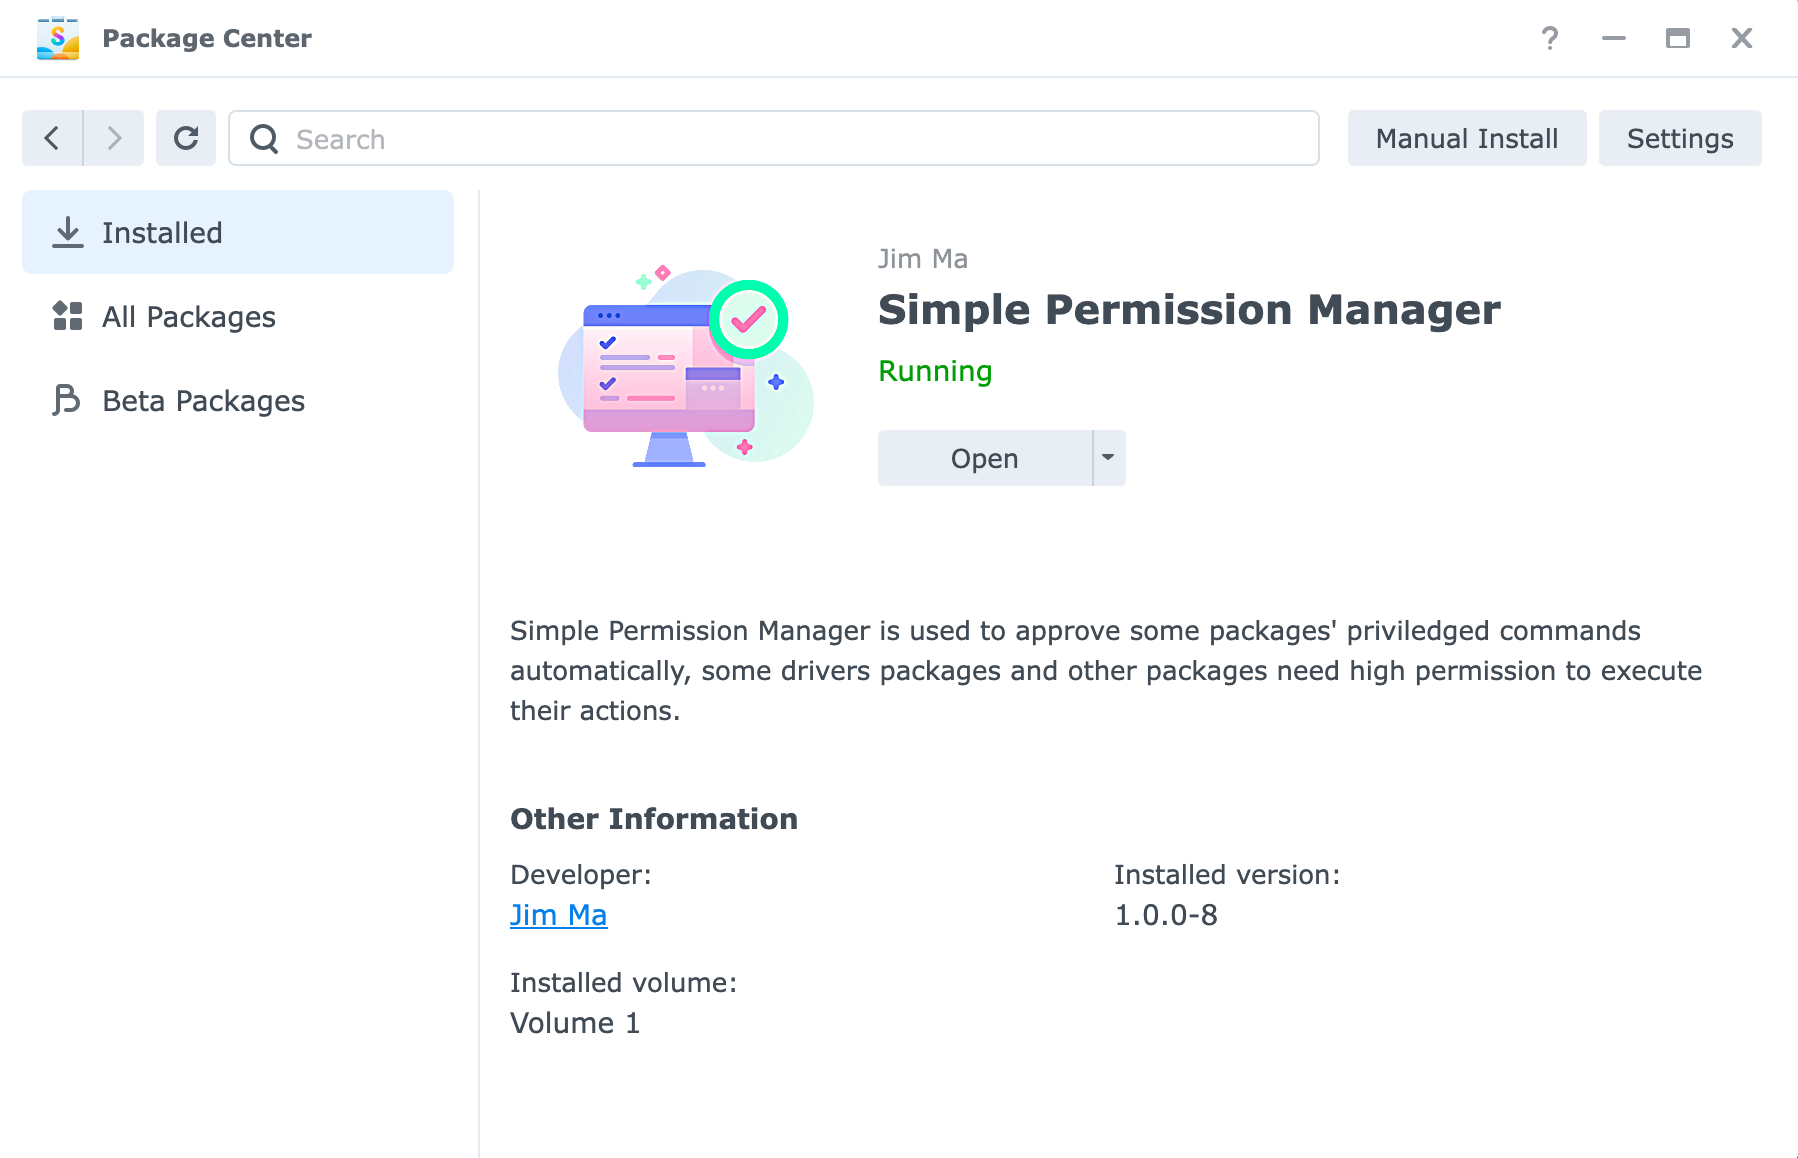 Package Center
Search
Manual Install
Settings
Installed
All Packages
Beta Packages
Jim Ma
Simple Permission Manager
Running
Open
Simple Permission Manager is used to approve some packages' priviledged commands
automatically, some drivers packages and other packages need high permission to execute
their actions.
Other Information
Developer:
Jim Ma
Installed version:
1.0.0-8
Installed volume:
Volume 1